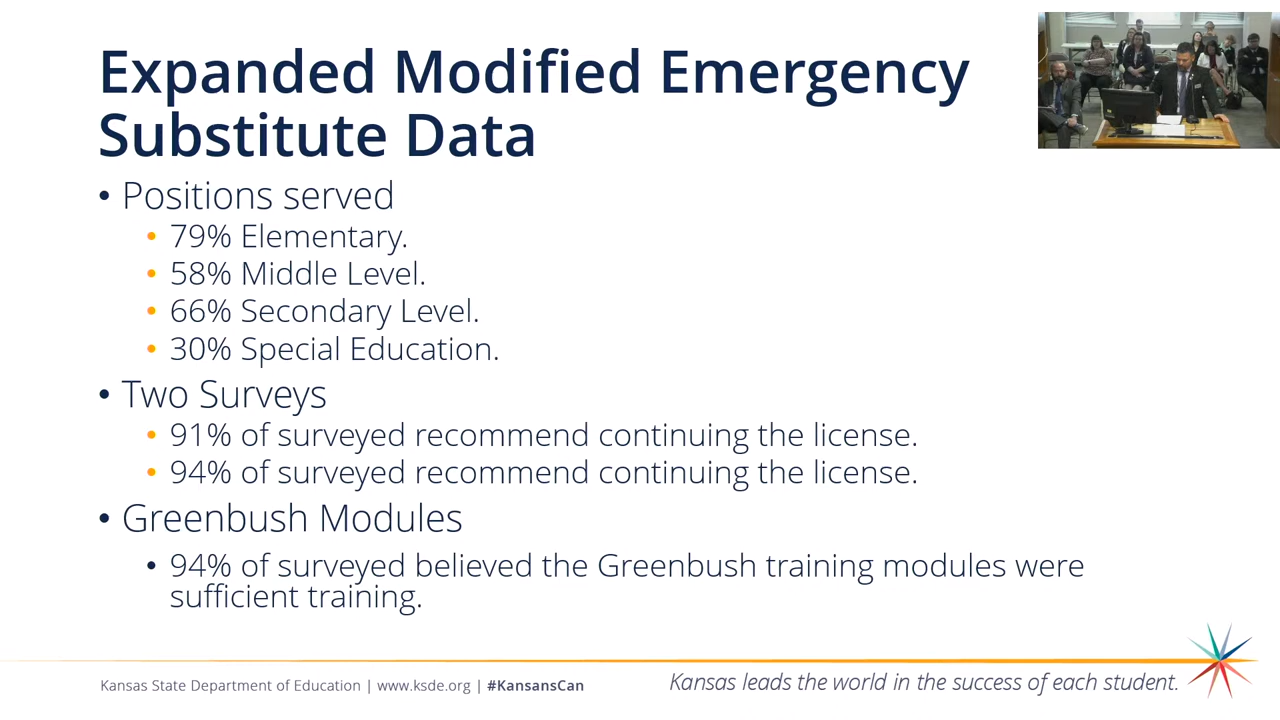 Expanded Modified Emergency
Substitute Data
• Positions served
• 79% Elementary.
• 58% Middle Level.
• 66% Secondary Level.
• 30% Special Education.
• Two Surveys
• 91% of surveyed recommend continuing the license.
• 94% of surveyed recommend continuing the license.
• Greenbush Modules
• 94% of surveyed believed the Greenbush training modules were
sufficient training.
Kansas State Department of Education | www.ksde.org | #KansansCan
Kansas leads the world in the success of each student.